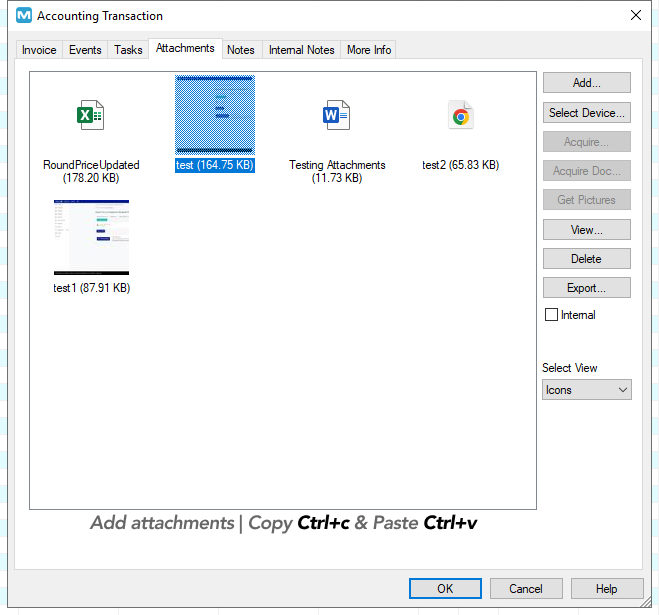 Accounting Transaction
Invoice Events Tasks Attachments Notes Internal Notes More Info
RoundPriceUpdated
(178.20 KB)
test (164.75 KB)
Testing Attachments
(11.73 KB)
test2 (65.83 KB)
test1 (87.91 KB)
Add...
Select Device...
Acquire...
Acquire Doc...
Get Pictures
View...
Delete
Export...
Internal
Select View
Icons
Add attachments | Copy Ctrl+c & Paste Ctrl+v
OK Cancel Help